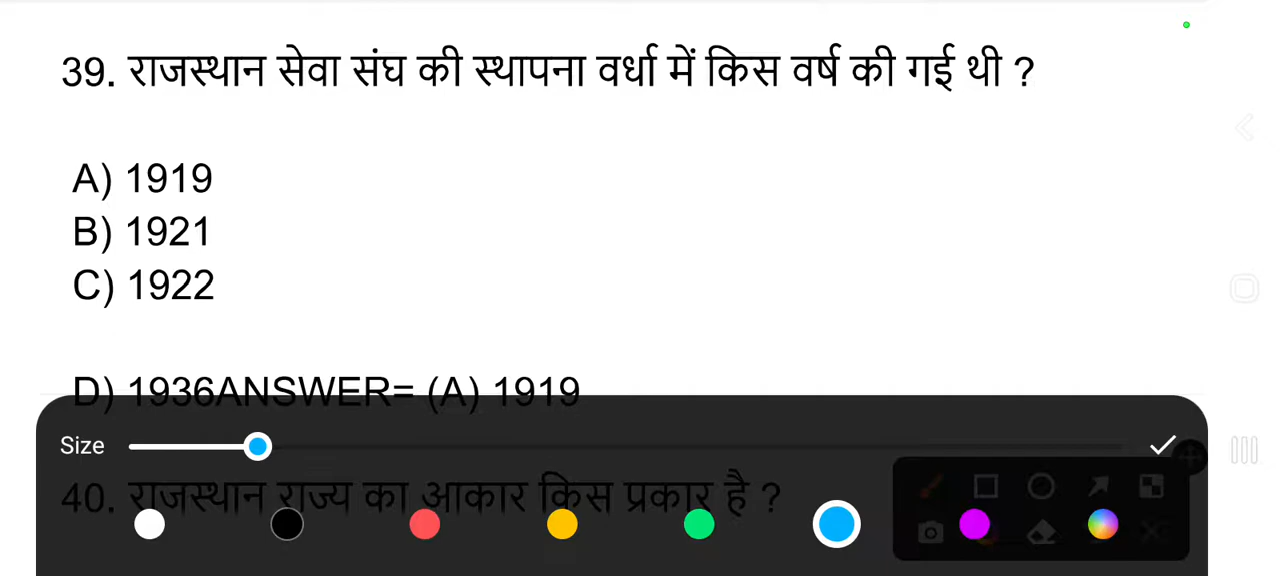 39. राजस्थान सेवा संघ की स्थापना वर्धा में किस वर्ष की गई थी ?
A) 1919
B) 1921
C) 1922
D) 1936ANSWER= (A) 1919
Size
40. राजस्थान राज्य का आकार किस प्रकार है ?